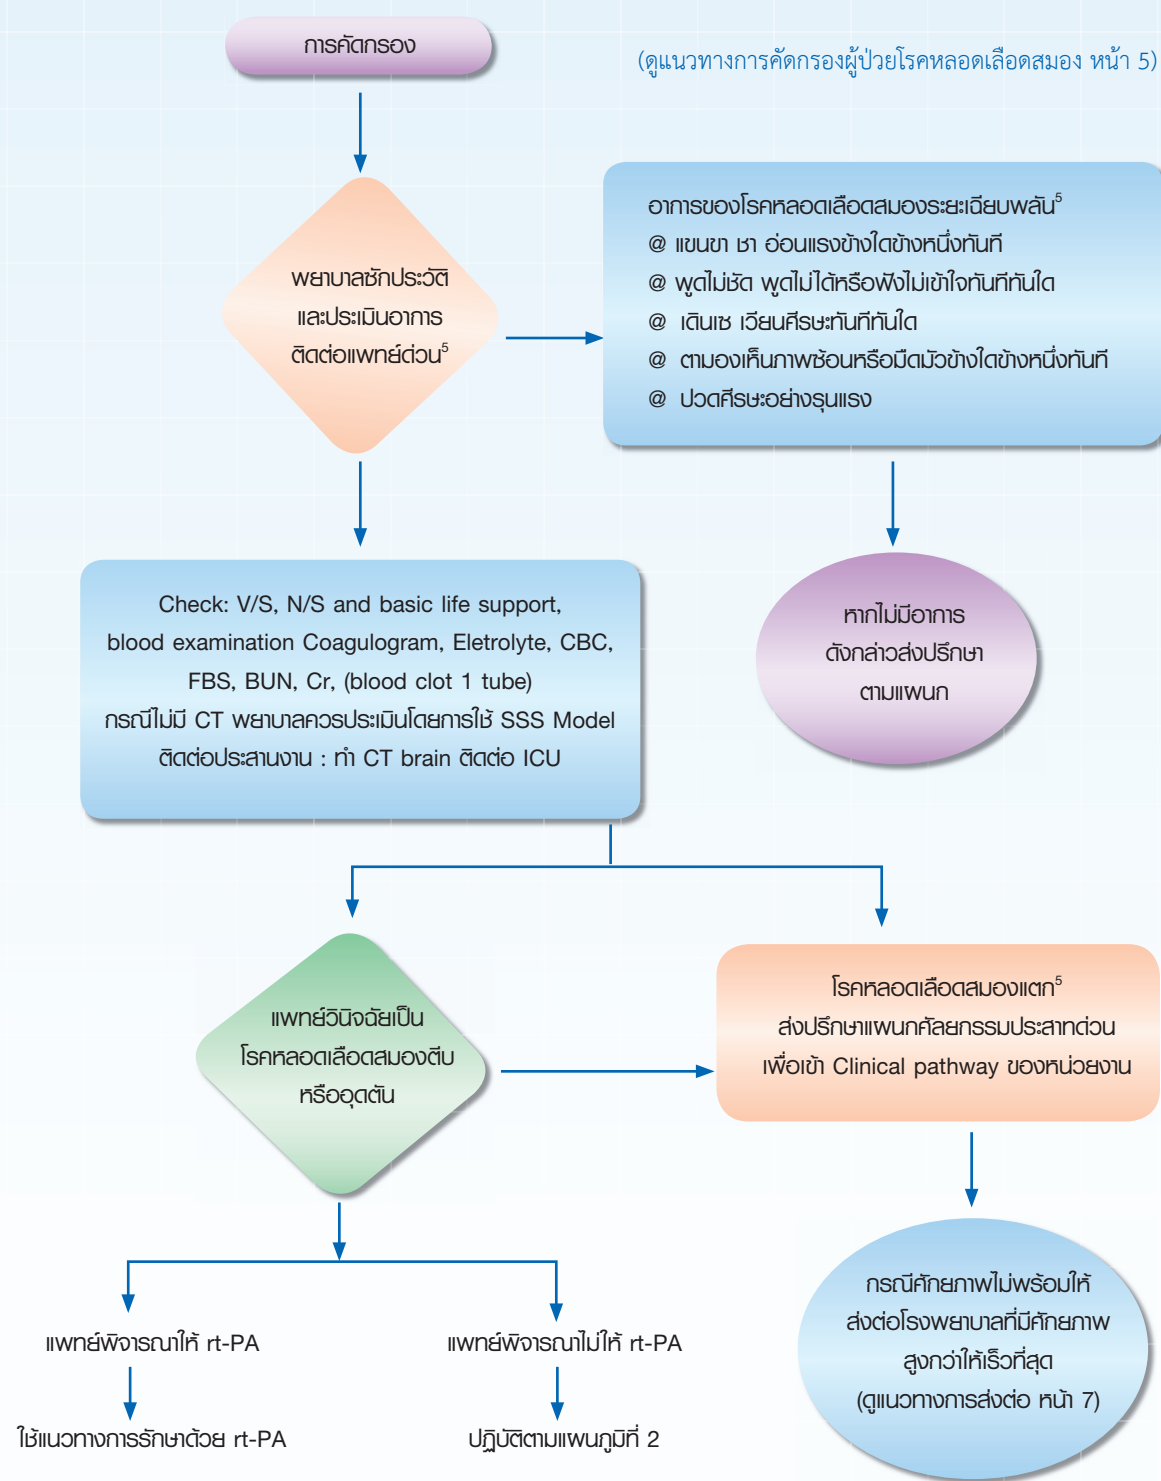 การคัดกรอง
(ดูแนวทางการคัดกรองผู้ป่วยโรคหลอดเลือดสมอง หน้า 5)
พยาบาลซักประวัติ
และประเมินอาการ
ติดต่อแพทย์ด่วน⁵
อาการของโรคหลอดเลือดสมองระยะเฉียบพลัน⁵
@ แขนขา ชา อ่อนแรงข้างใดข้างหนึ่งทันที
@ พูดไม่ชัด พูดไม่ได้หรือฟังไม่เข้าใจทันทีทันใด
@ เดินเซ เวียนศีรษะทันทีทันใด
@ ตามองเห็นภาพซ้อนหรือมืดมัวข้างใดข้างหนึ่งทันที
@ ปวดศีรษะอย่างรุนแรง
Check: V/S, N/S and basic life support,
blood examination Coagulogram, Eletrolyte, CBC,
FBS, BUN, Cr, (blood clot 1 tube)
กรณีไม่มี CT พยาบาลควรประเมินโดยการใช้ SSS Model
ติดต่อประสานงาน : ทำ CT brain ติดต่อ ICU
หากไม่มีอาการ
ดังกล่าวส่งปรึกษา
ตามแผนก
แพทย์วินิจฉัยเป็น
โรคหลอดเลือดสมองตีบ
หรืออุดตัน
โรคหลอดเลือดสมองแตก⁵
ส่งปรึกษาแผนกศัลยกรรมประสาทด่วน
เพื่อเข้า Clinical pathway ของหน่วยงาน
แพทย์พิจารณาให้ rt-PA
แพทย์พิจารณาไม่ให้ rt-PA
ใช้แนวทางการรักษาด้วย rt-PA
ปฏิบัติตามแผนภูมิที่ 2
กรณีศักยภาพไม่พร้อมให้
ส่งต่อโรงพยาบาลที่มีศักยภาพ
สูงกว่าให้เร็วที่สุด
(ดูแนวทางการส่งต่อ หน้า 7)